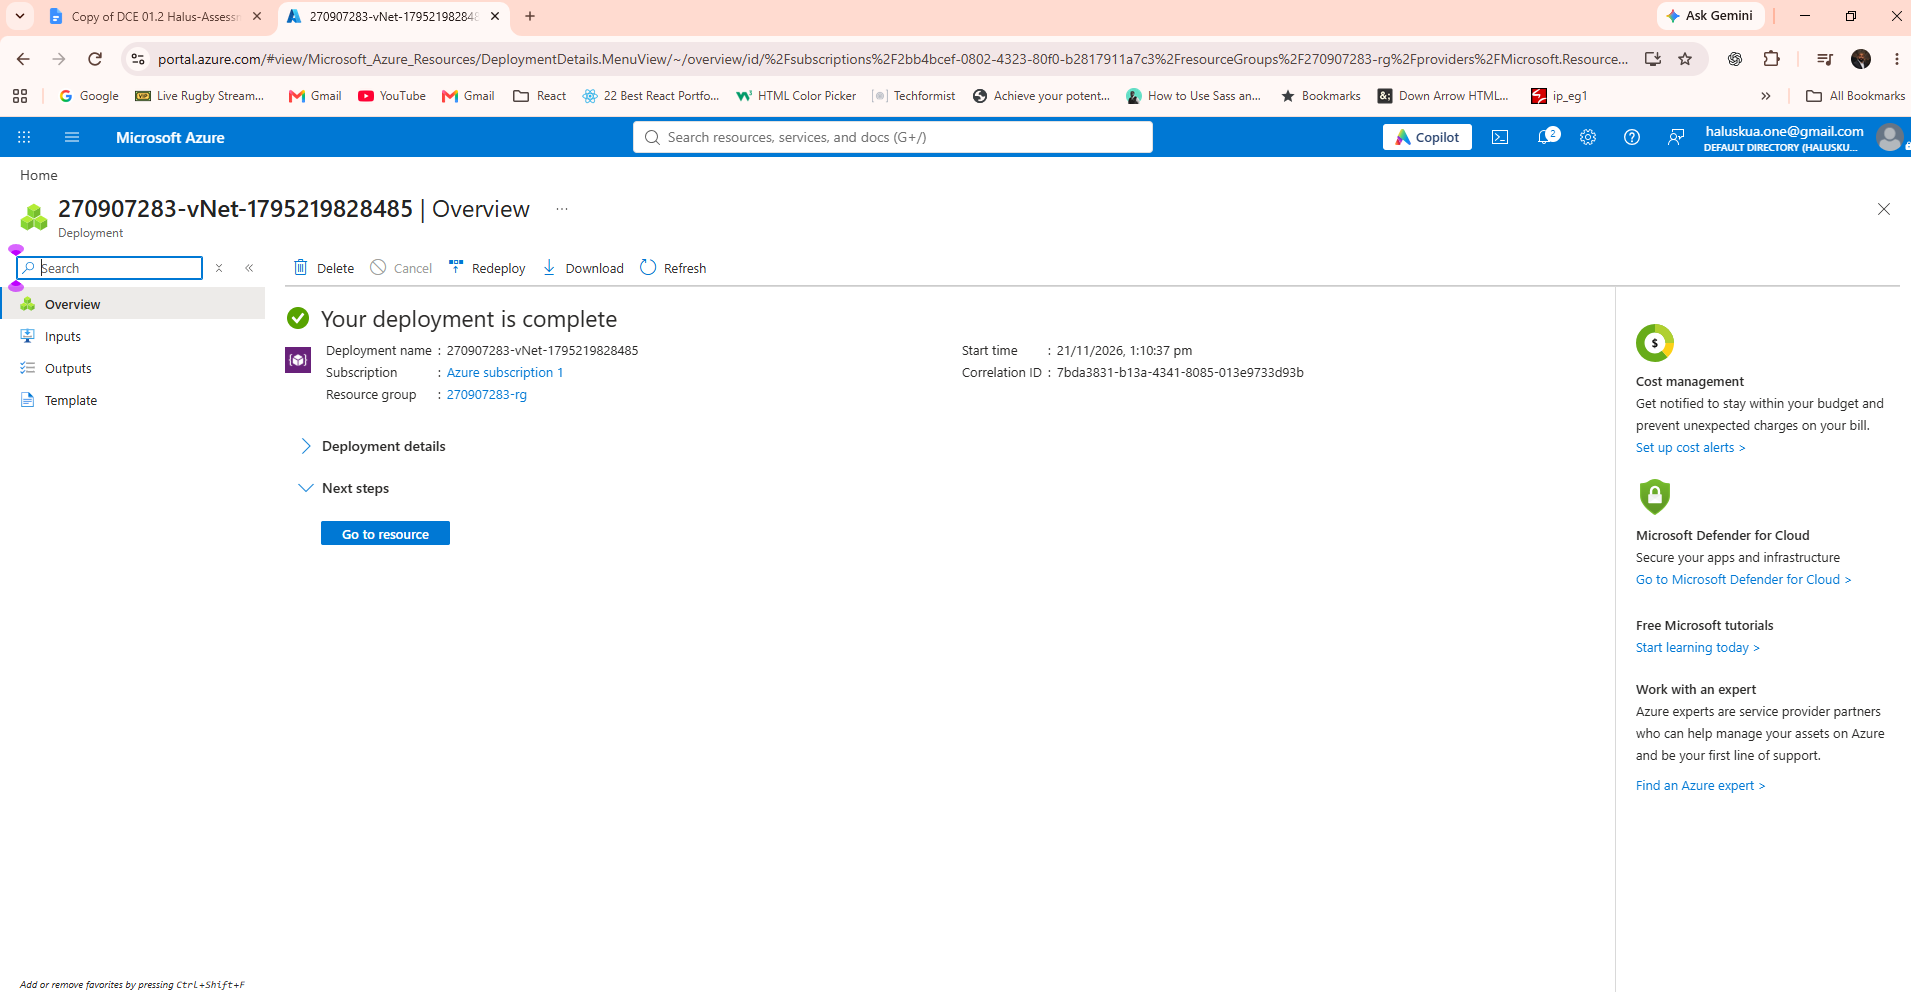 Copy of DCE 01.2 Halus-Assessm
270907283-vNet-1795219828485
Ask Gemini
portal.azure.com/#view/Microsoft_Azure_Resources/DeploymentDetails.MenuView/~/overview/id/%2Fsubscriptions%2F2bb4bcef-0802-4323-80f0-b2817911a7c3%2FresourceGroups%2F270907283-rg%2Fproviders%2FMicrosoft.Resource...
Google
Live Rugby Stream...
Gmail
YouTube
Gmail
React
22 Best React Portfo...
HTML Color Picker
Techformist
Achieve your potent...
How to Use Sass an...
Bookmarks
Down Arrow HTML...
ip_eg1
All Bookmarks
Microsoft Azure
Search resources, services, and docs (G+/)
Copilot
2
haluskua.one@gmail.com
DEFAULT DIRECTORY (HALUSKU...
Home
270907283-vNet-1795219828485 | Overview ...
Deployment
Search
Delete
Cancel
Redeploy
Download
Refresh
Overview
Inputs
Outputs
Template
Your deployment is complete
Deployment name : 270907283-vNet-1795219828485
Subscription : Azure subscription 1
Resource group : 270907283-rg
Start time : 21/11/2026, 1:10:37 pm
Correlation ID : 7bda3831-b13a-4341-8085-013e9733d93b
Deployment details
Next steps
Go to resource
Cost management
Get notified to stay within your budget and
prevent unexpected charges on your bill.
Set up cost alerts >
Microsoft Defender for Cloud
Secure your apps and infrastructure
Go to Microsoft Defender for Cloud >
Free Microsoft tutorials
Start learning today >
Work with an expert
Azure experts are service provider partners
who can help manage your assets on Azure
and be your first line of support.
Find an Azure expert >
Add or remove favorites by pressing Ctrl+Shift+F